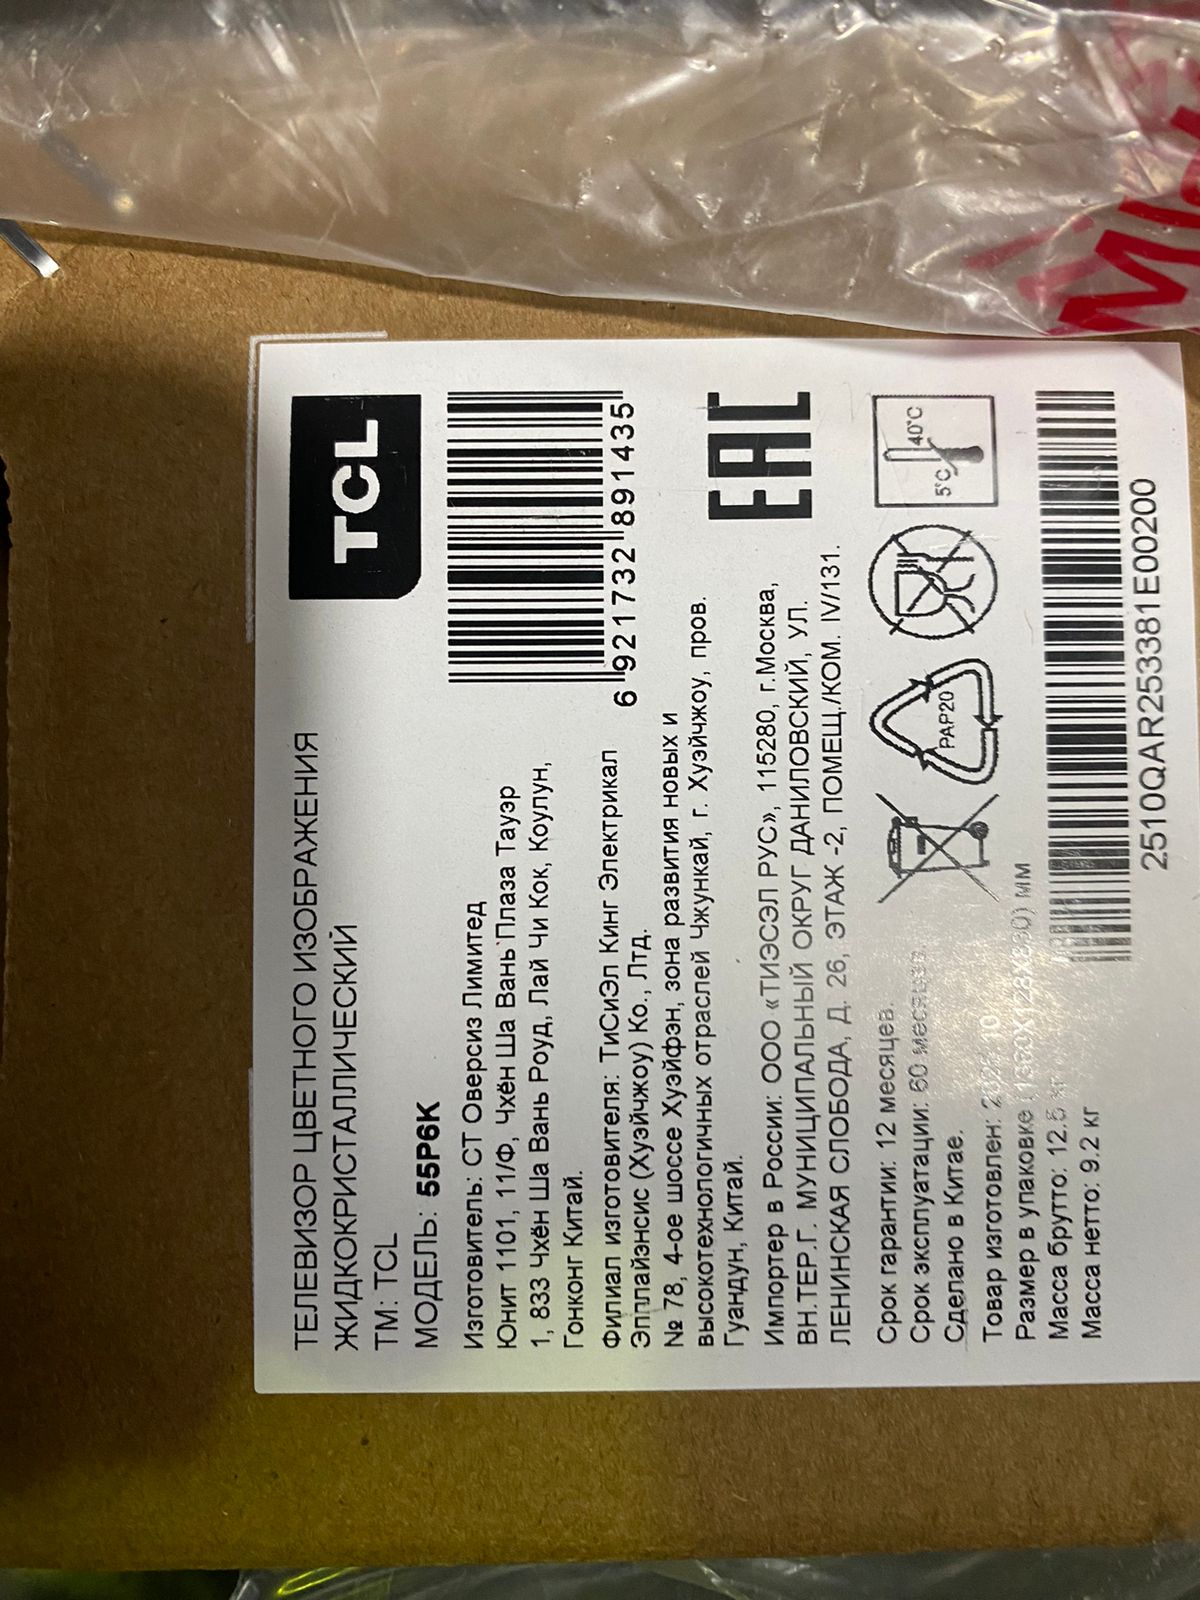 ТЕЛЕВИЗОР ЦВЕТНОГО ИЗОБРАЖЕНИЯ
ЖИДКОКРИСТАЛЛИЧЕСКИЙ
ТМ: TCL
МОДЕЛЬ: 55P6K
TCL
6 921732 891435
Изготовитель: СТ Оверсиз Лимитед
Юнит 1101, 11/Ф, Чхён Ша Вань Плаза Тауэр
1, 833 Чхён Ша Вань Роуд, Лай Чи Кок, Коулун,
Гонконг Китай.
Филиал изготовителя: ТиСиЭл Кинг Электрикал
Эпплайэнсис (Хуэйчжоу) Ко., Лтд.
№ 78, 4-ое шоссе Хуэйфэн, зона развития новых и
высокотехнологичных отраслей Чжункай, г. Хуэйчжоу, пров.
Гуандун, Китай.
EAC
Импортер в России: ООО «ТИЭСЭЛ РУС», 115280, г.Москва,
ВН.ТЕР.Г. МУНИЦИПАЛЬНЫЙ ОКРУГ ДАНИЛОВСКИЙ, УЛ.
ЛЕНИНСКАЯ СЛОБОДА, Д. 26, ЭТАЖ -2, ПОМЕЩ./КОМ. IV/131.
Срок гарантии: 12 месяцев.
Срок эксплуатации: 60 месяцев.
Сделано в Китае.
Товар изготовлен:
Размер в упаковке мм
Масса брутто: 12.5
Масса нетто: 9.2 кг
PAP20
5°C 40°C
2510QAR253381E00200